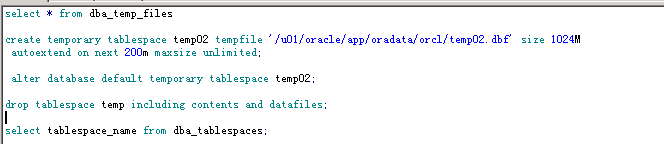 select * from dba_temp_files
create temporary tablespace temp02 tempfile '/u01/oracle/app/oradata/orcl/temp02.dbf' size 1024M
autoextend on next 200m maxsize unlimited;
alter database default temporary tablespace temp02;
drop tablespace temp including contents and datafiles;
select tablespace_name from dba_tablespaces;